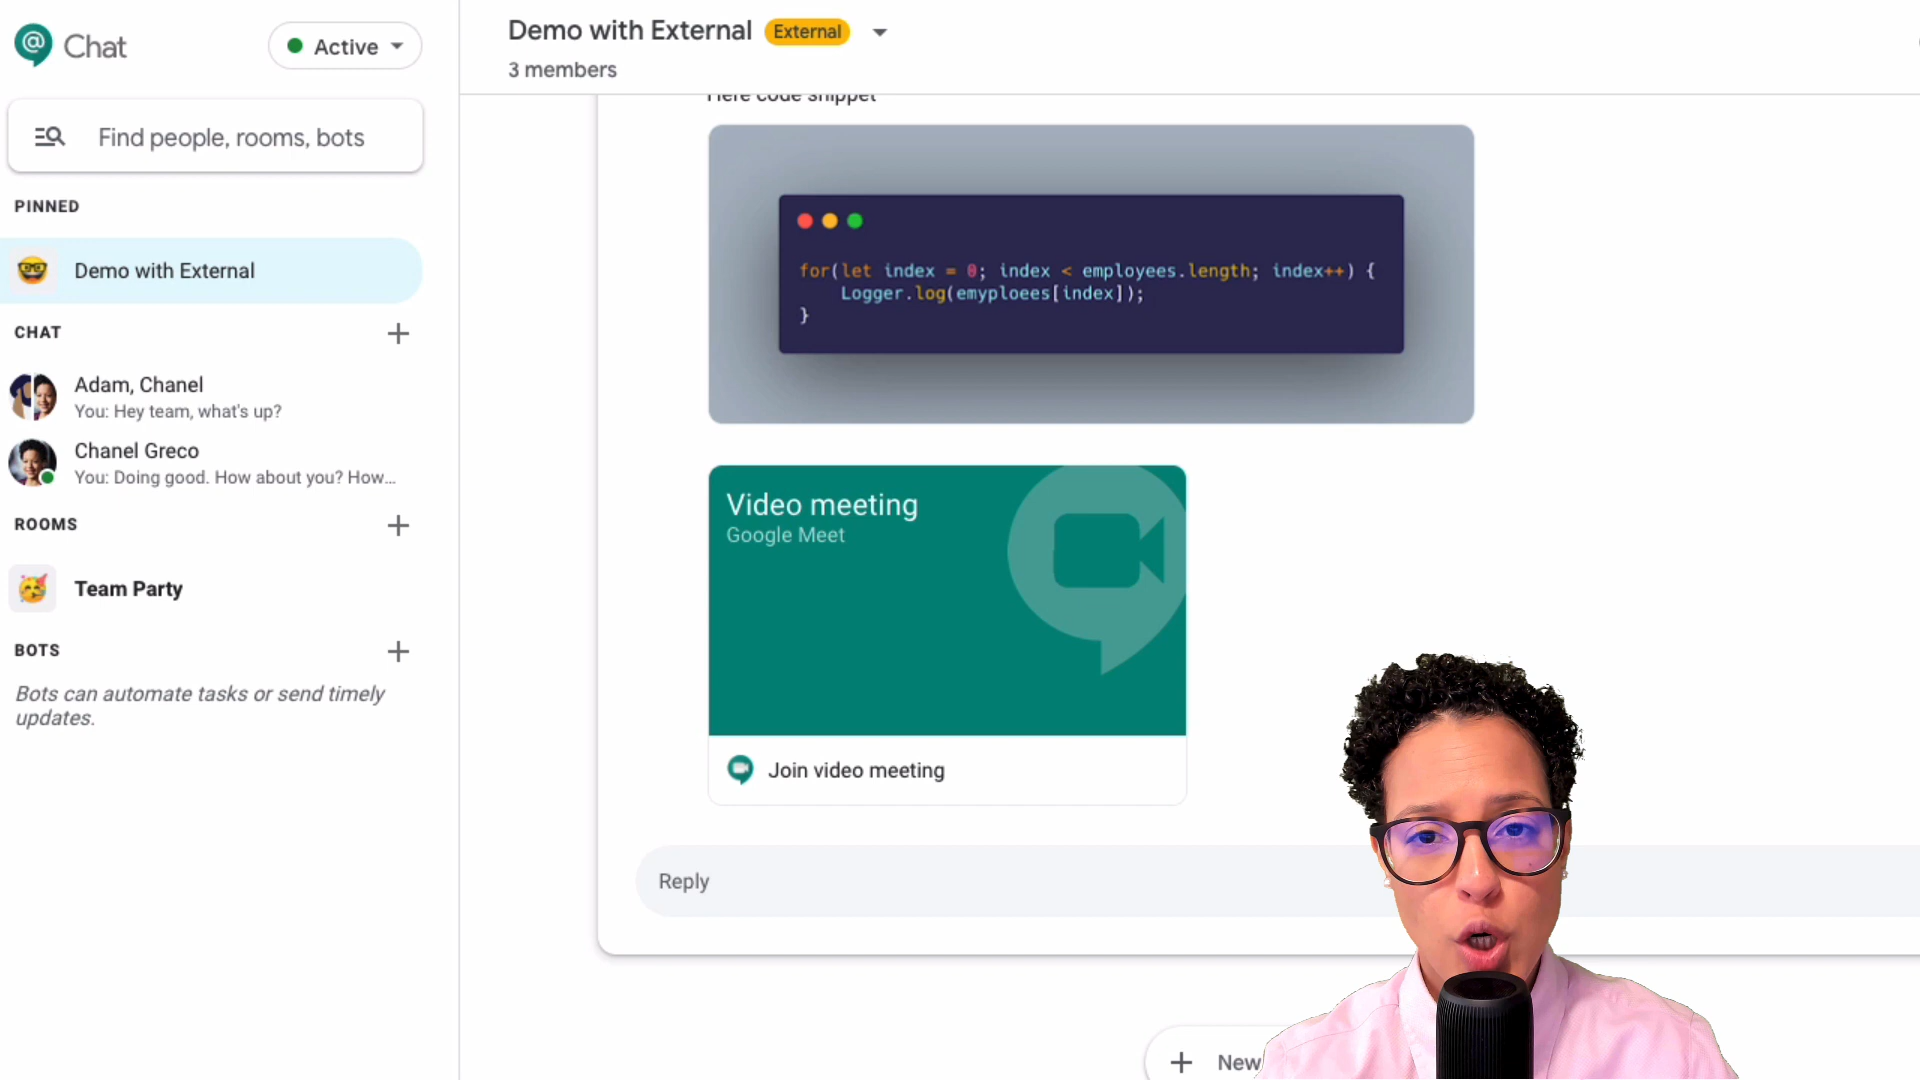 Chat
Active
Find people, rooms, bots
PINNED
Demo with External
CHAT
Adam, Chanel
You: Hey team, what's up?
Chanel Greco
You: Doing good. How about you? How...
ROOMS
Team Party
BOTS
Bots can automate tasks or send timely
updates.
Demo with External External
3 members
Here code snippet
for(let index = 0; index < employees.length; index++) {
Logger.log(emyploees[index]);
}
Video meeting
Google Meet
Join video meeting
Reply
New